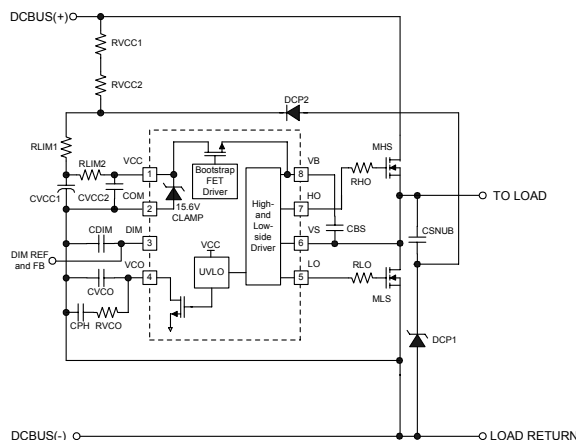 DCBUS(+)
RVCC1
RVCC2
DCP2
RLIM1
RLIM2
VCC
1
CVCC1
CVCC2
COM
2
15.6V
CLAMP
Bootstrap
FET
Driver
High-
and
Low-
side
Driver
VB
8
HO
7
VS
6
LO
5
MHS
RHO
TO LOAD
CBS
CSNUB
CDIM
DIM
3
DIM REF
and FB
VCO
4
VCC
UVLO
CVCO
CPH
RVCO
RLO
MLS
DCP1
DCBUS(-)
LOAD RETURN